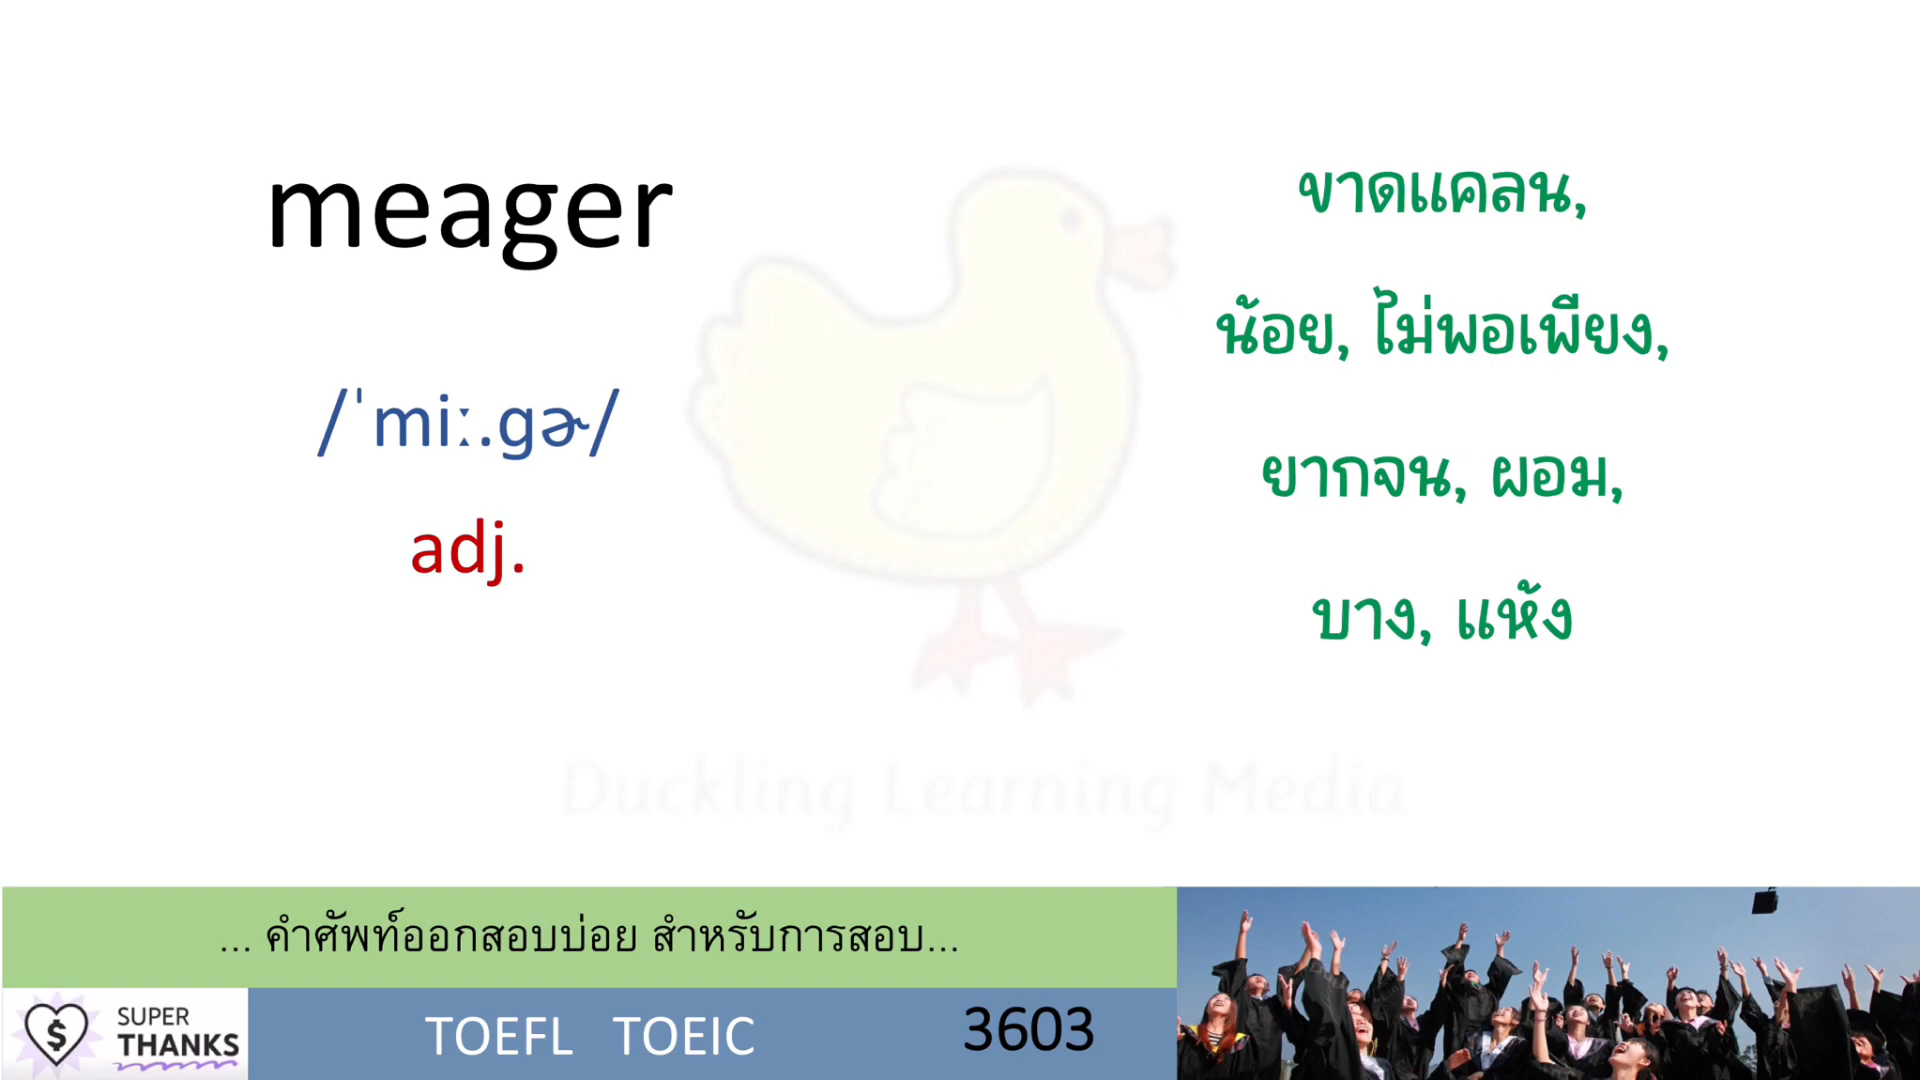 meager
/ˈmiː.gɚ/
adj.
ขาดแคลน,
น้อย, ไม่พอเพียง,
ยากจน, ผอม,
บาง, แห้ง
Duckling Learning Media
... คำศัพท์ออกสอบบ่อย สำหรับการสอบ...
SUPER
THANKS
$
TOEFL TOEIC
3603